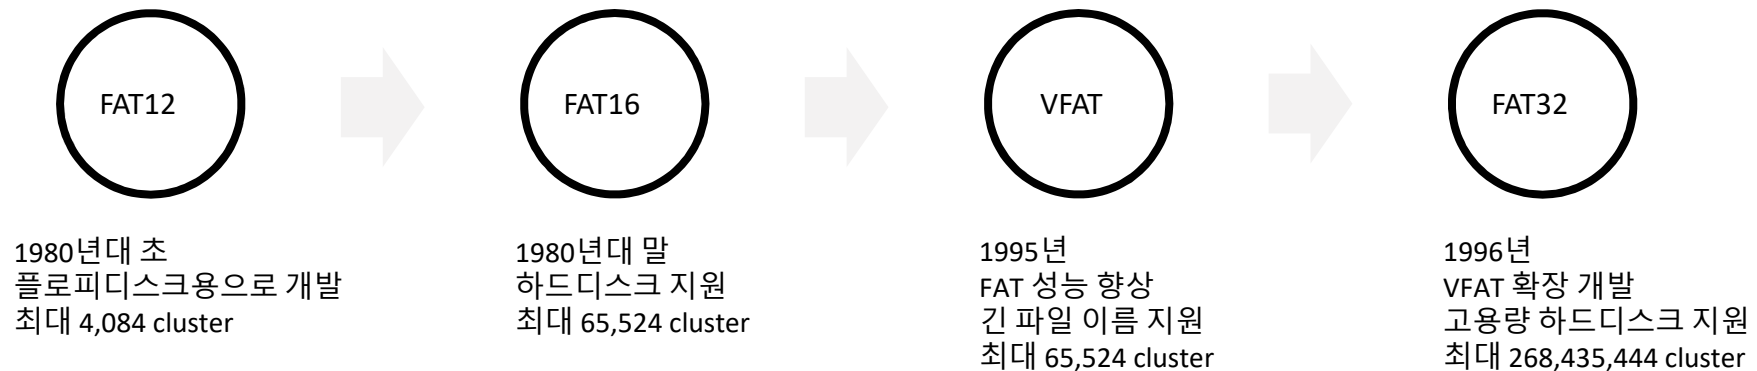 FAT12
1980년대 초
플로피디스크용으로 개발
최대 4,084 cluster
FAT16
1980년대 말
하드디스크 지원
최대 65,524 cluster
VFAT
1995년
FAT 성능 향상
긴 파일 이름 지원
최대 65,524 cluster
FAT32
1996년
VFAT 확장 개발
고용량 하드디스크 지원
최대 268,435,444 cluster